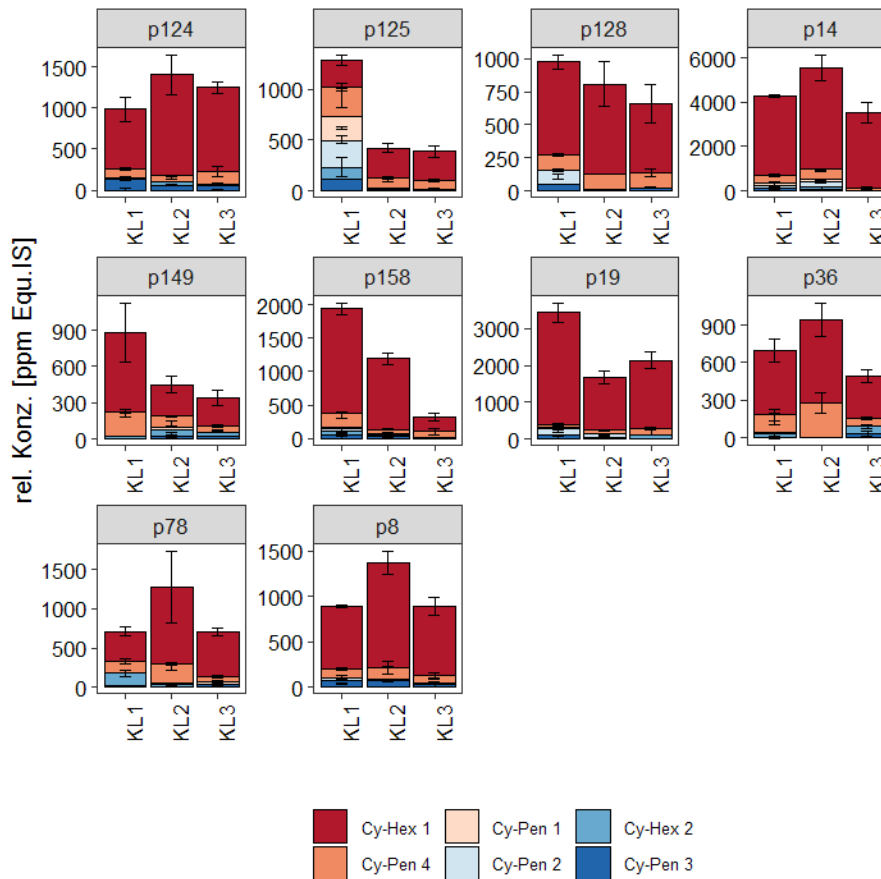 p124 p125 p128 p14
1500 1000 500 0
1000 500 0
1000 750 500 250 0
6000 4000 2000 0
KL1 KL2 KL3 KL1 KL2 KL3 KL1 KL2 KL3 KL1 KL2 KL3
rel. Konz. [ppm Equ.IS]
p149 p158 p19 p36
900 600 300 0
2000 1500 1000 500 0
3000 2000 1000 0
900 600 300 0
KL1 KL2 KL3 KL1 KL2 KL3 KL1 KL2 KL3 KL1 KL2 KL3
p78 p8
1500 1000 500 0
1500 1000 500 0
KL1 KL2 KL3 KL1 KL2 KL3
Cy-Hex 1 Cy-Pen 1 Cy-Hex 2
Cy-Pen 4 Cy-Pen 2 Cy-Pen 3